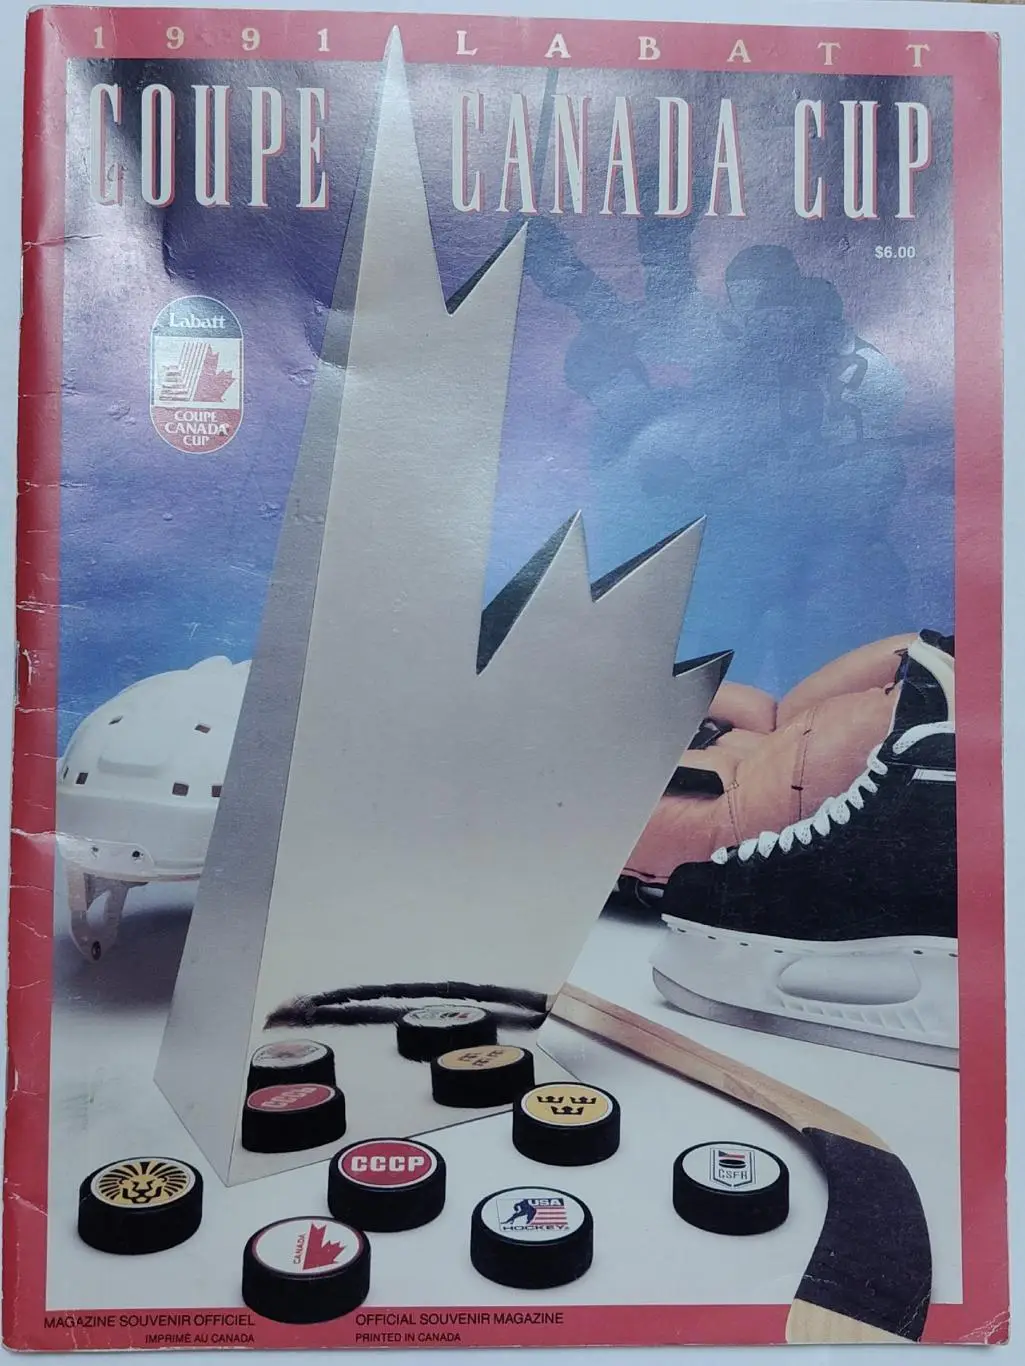 1991 LABATT
COUPE CANADA CUP
$6.00
Labatt
COUPE
CANADA
CUP
CCCP
CCCP
CSFR
USA
HOCKEY
CANADA
MAGAZINE SOUVENIR OFFICIEL
IMPRIMÉ AU CANADA
OFFICIAL SOUVENIR MAGAZINE
PRINTED IN CANADA